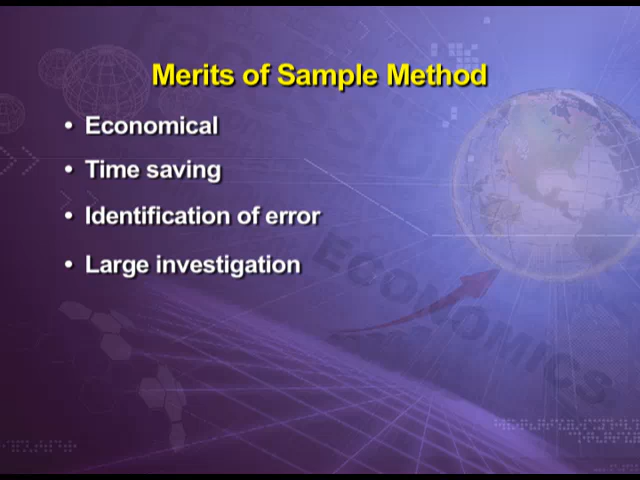 Merits of Sample Method
• Economical
• Time saving
• Identification of error
• Large investigation
ECONOMICS